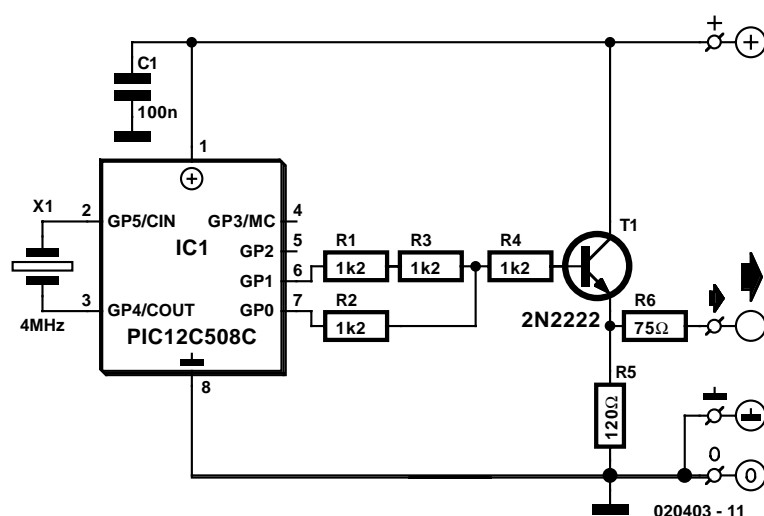 +
+
C1
100n
1
+
X1
2
GP5/CIN
GP3/MC
4
IC1
GP2
5
GP1
6
3
GP4/COUT
GP0
7
4MHz
PIC12C508C
8
R1
1k2
R3
1k2
R4
1k2
R2
1k2
T1
2N2222
R6
75Ω
R5
120Ω
0
0
020403 - 11